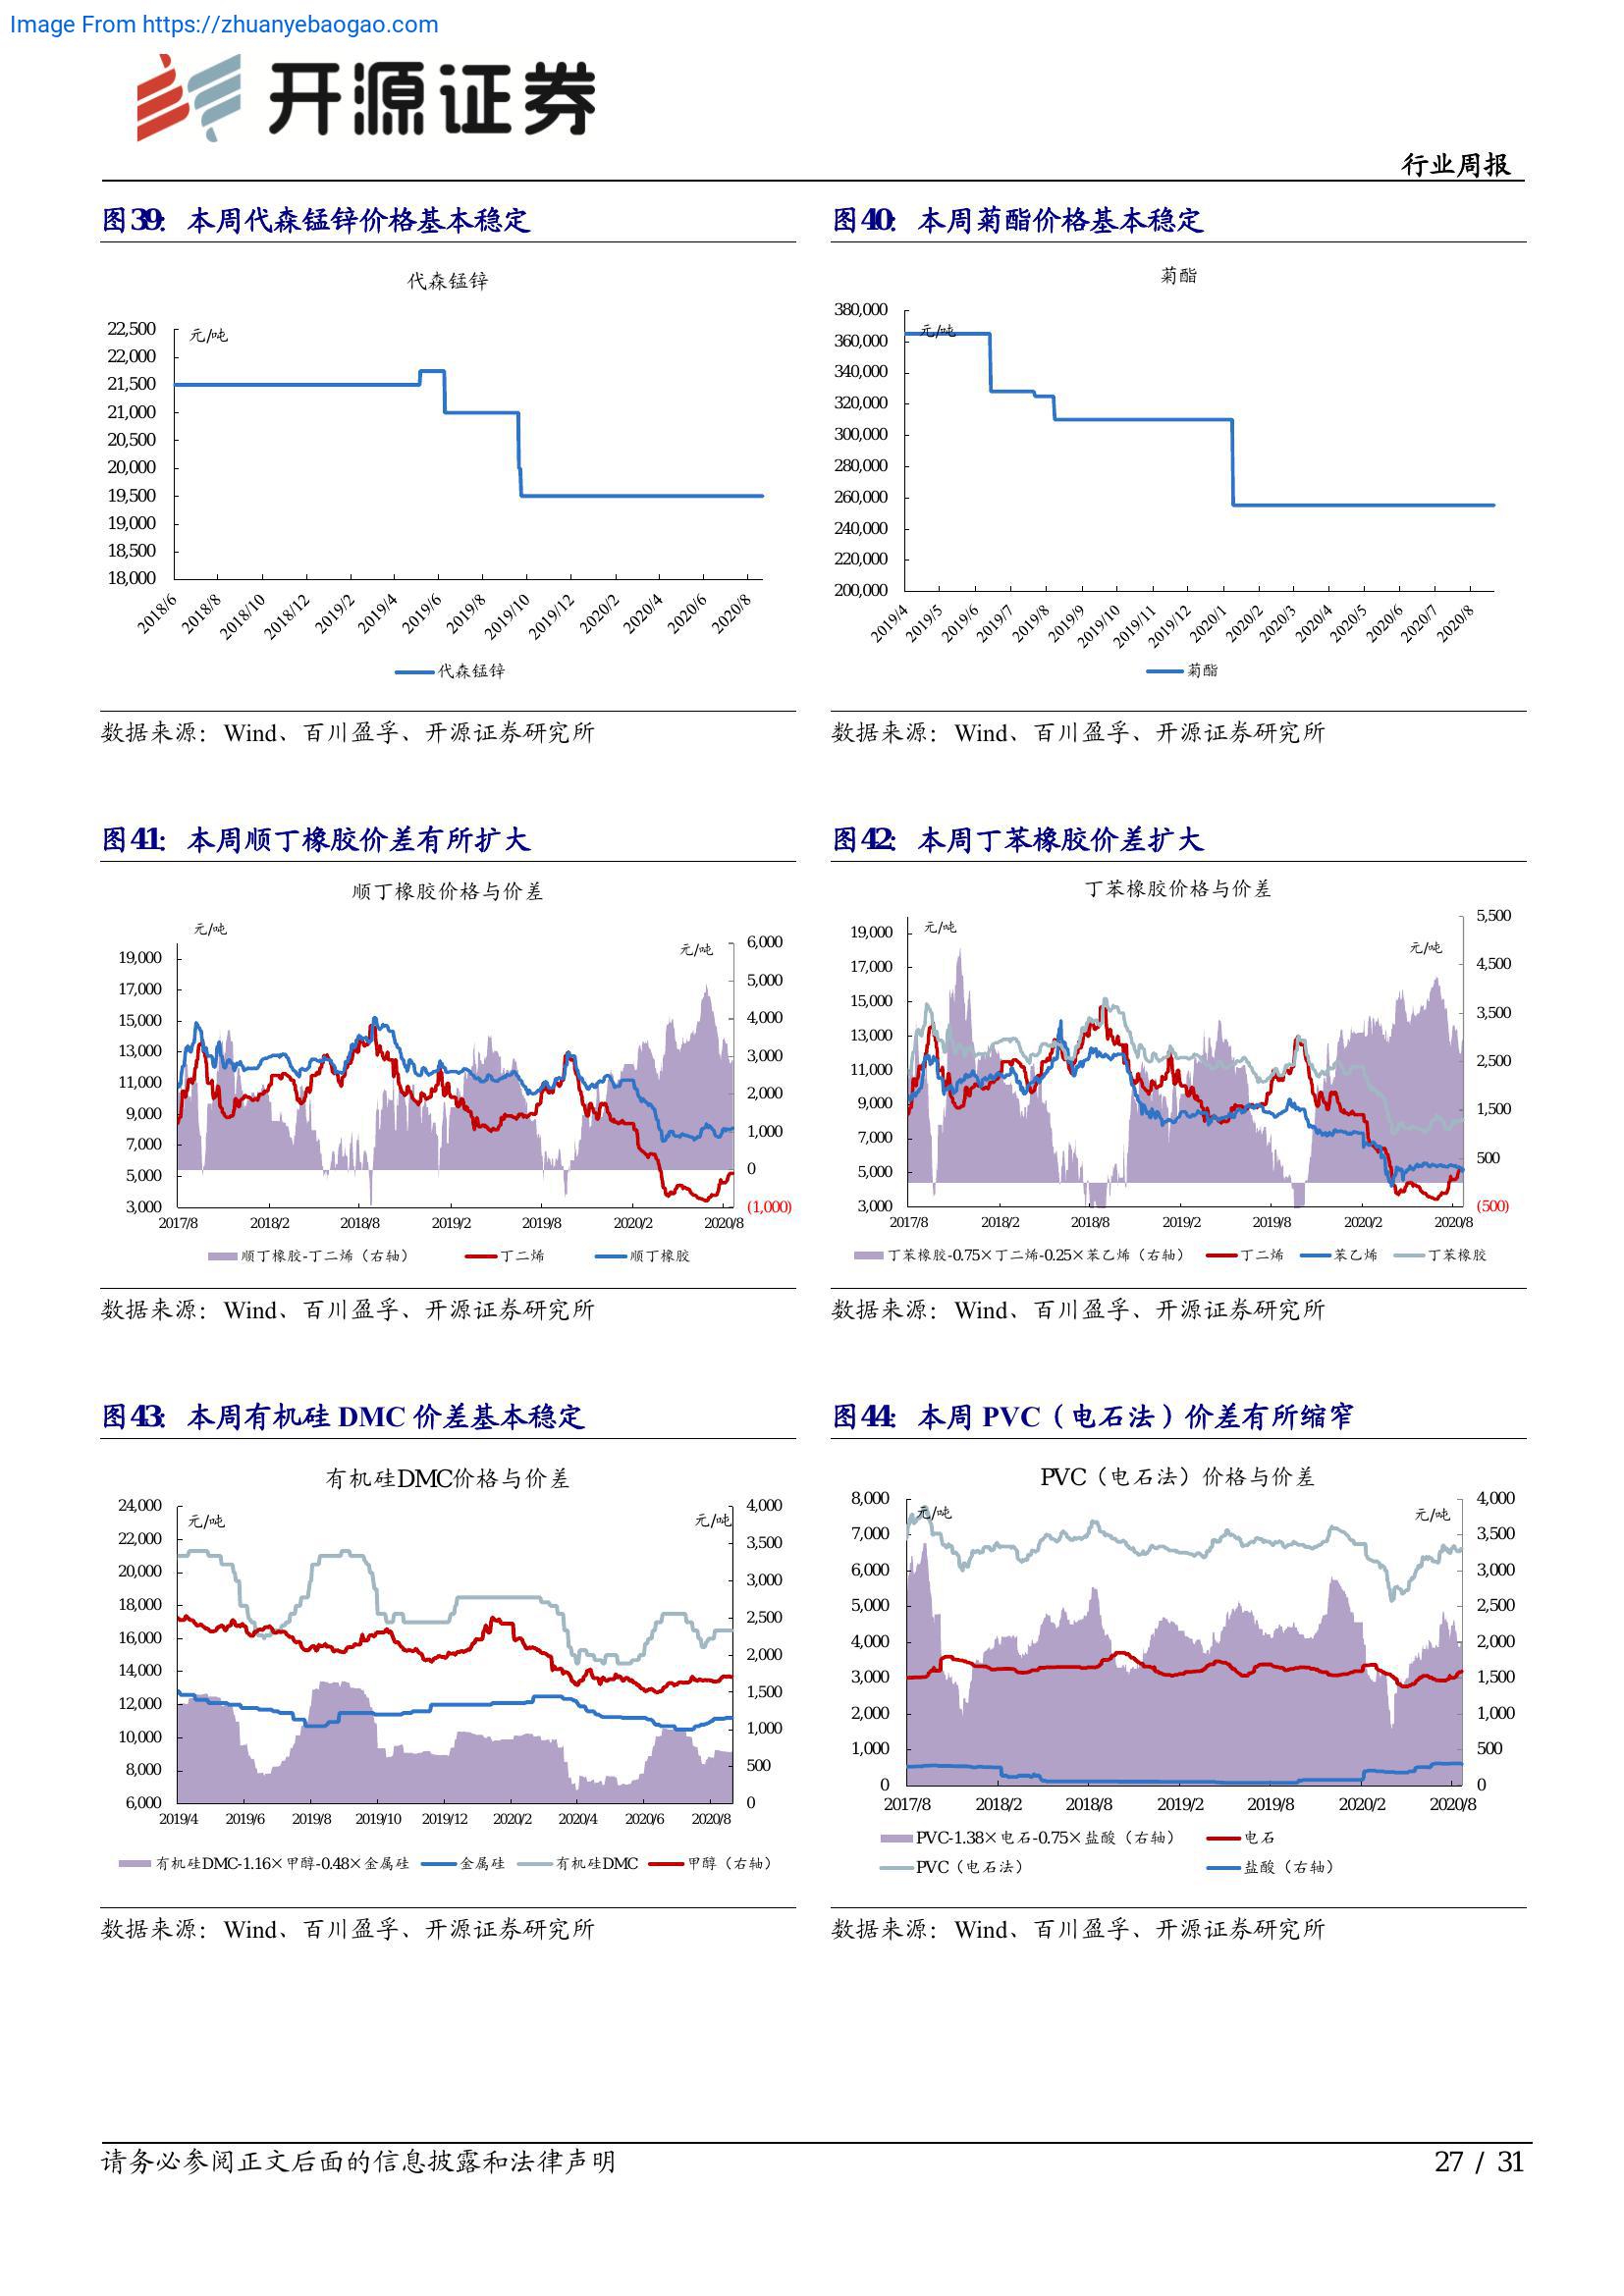 Image From https://zhuanyebaogao.com
开源证券
行业周报
图39: 本周代森锰锌价格基本稳定
图40: 本周菊酯价格基本稳定
代森锰锌
元/吨
22,500
22,000
21,500
21,000
20,500
20,000
19,500
19,000
18,500
18,000
2018/6 2018/8 2018/10 2018/12 2019/2 2019/4 2019/6 2019/8 2019/10 2019/12 2020/2 2020/4 2020/6 2020/8
代森锰锌
菊酯
元/吨
380,000
360,000
340,000
320,000
300,000
280,000
260,000
240,000
220,000
200,000
2019/4 2019/5 2019/6 2019/7 2019/8 2019/9 2019/10 2019/11 2019/12 2020/1 2020/2 2020/3 2020/4 2020/5 2020/6 2020/7 2020/8
菊酯
数据来源：Wind、百川盈孚、开源证券研究所
数据来源：Wind、百川盈孚、开源证券研究所
图41: 本周顺丁橡胶价差有所扩大
图42: 本周丁苯橡胶价差扩大
顺丁橡胶价格与价差
元/吨
元/吨
19,000
17,000
15,000
13,000
11,000
9,000
7,000
5,000
3,000
6,000
5,000
4,000
3,000
2,000
1,000
0
(1,000)
2017/8 2018/2 2018/8 2019/2 2019/8 2020/2 2020/8
顺丁橡胶-丁二烯（右轴） 丁二烯 顺丁橡胶
丁苯橡胶价格与价差
元/吨
元/吨
19,000
17,000
15,000
13,000
11,000
9,000
7,000
5,000
3,000
5,500
4,500
3,500
2,500
1,500
500
(500)
2017/8 2018/2 2018/8 2019/2 2019/8 2020/2 2020/8
丁苯橡胶-0.75×丁二烯-0.25×苯乙烯（右轴） 丁二烯 苯乙烯 丁苯橡胶
数据来源：Wind、百川盈孚、开源证券研究所
数据来源：Wind、百川盈孚、开源证券研究所
图43: 本周有机硅 DMC 价差基本稳定
图44: 本周 PVC（电石法）价差有所缩窄
有机硅DMC价格与价差
元/吨
元/吨
24,000
22,000
20,000
18,000
16,000
14,000
12,000
10,000
8,000
6,000
4,000
3,500
3,000
2,500
2,000
1,500
1,000
500
0
2019/4 2019/6 2019/8 2019/10 2019/12 2020/2 2020/4 2020/6 2020/8
有机硅DMC-1.16×甲醇-0.48×金属硅 金属硅 有机硅DMC 甲醇（右轴）
PVC（电石法）价格与价差
元/吨
元/吨
8,000
7,000
6,000
5,000
4,000
3,000
2,000
1,000
0
4,000
3,500
3,000
2,500
2,000
1,500
1,000
500
0
2017/8 2018/2 2018/8 2019/2 2019/8 2020/2 2020/8
PVC-1.38×电石-0.75×盐酸（右轴） 电石
PVC（电石法） 盐酸（右轴）
数据来源：Wind、百川盈孚、开源证券研究所
数据来源：Wind、百川盈孚、开源证券研究所
请务必参阅正文后面的信息披露和法律声明
27 / 31